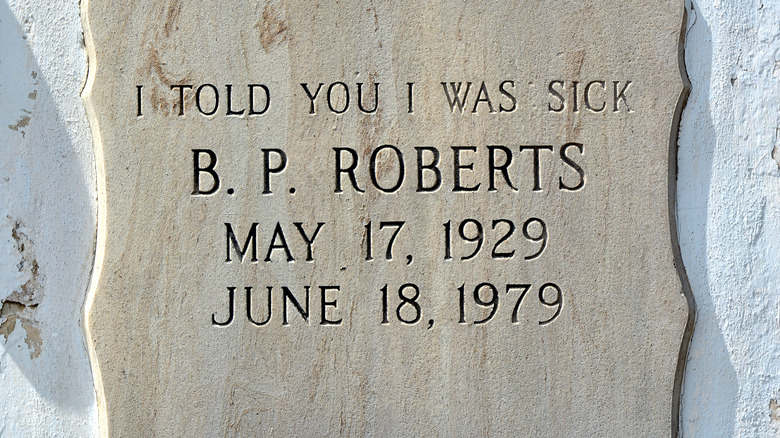 I TOLD YOU I WAS SICK
B. P. ROBERTS
MAY 17, 1929
JUNE 18, 1979